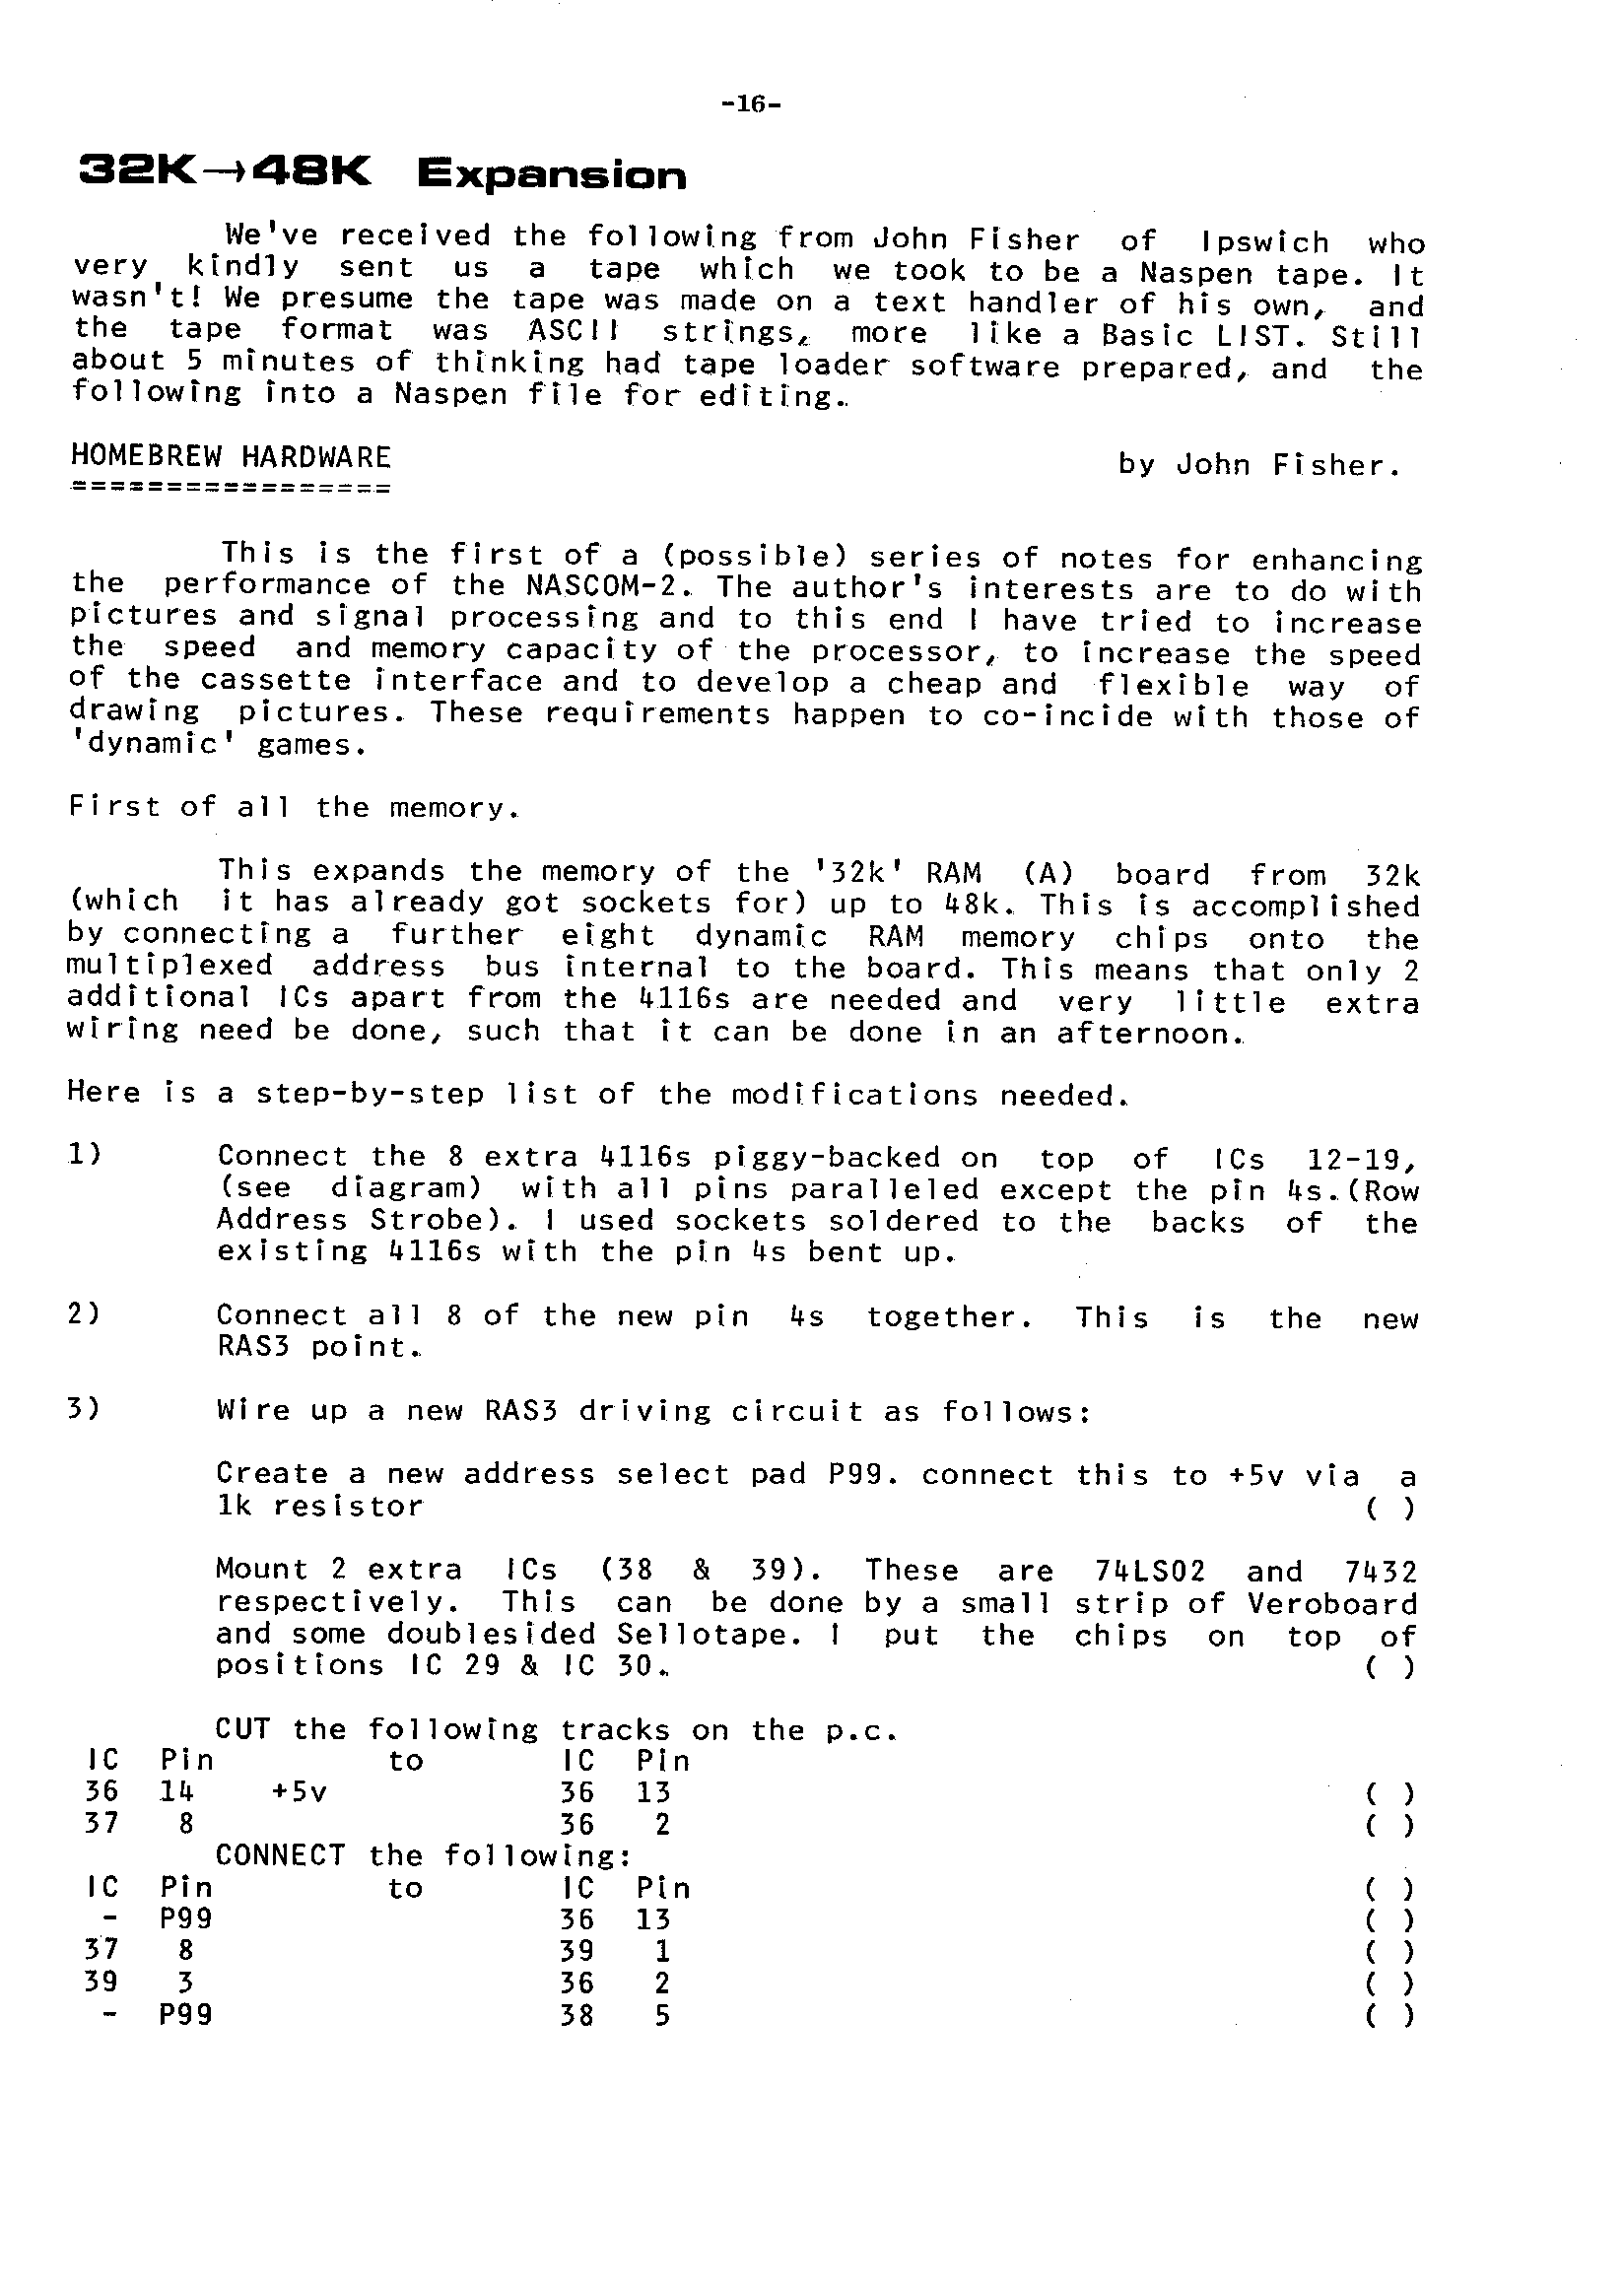 -16-
32K→48K Expansion
We've received the following from John Fisher of Ipswich who
very kindly sent us a tape which we took to be a Naspen tape. It
wasn't! We presume the tape was made on a text handler of his own, and
the tape format was ASCII strings, more like a Basic LIST. Still
about 5 minutes of thinking had tape loader software prepared, and the
following into a Naspen file for editing.
HOMEBREW HARDWARE by John Fisher.
=================
This is the first of a (possible) series of notes for enhancing
the performance of the NASCOM-2. The author's interests are to do with
pictures and signal processing and to this end I have tried to increase
the speed and memory capacity of the processor, to increase the speed
of the cassette interface and to develop a cheap and flexible way of
drawing pictures. These requirements happen to co-incide with those of
'dynamic' games.
First of all the memory.
This expands the memory of the '32k' RAM (A) board from 32k
(which it has already got sockets for) up to 48k. This is accomplished
by connecting a further eight dynamic RAM memory chips onto the
multiplexed address bus internal to the board. This means that only 2
additional ICs apart from the 4116s are needed and very little extra
wiring need be done, such that it can be done in an afternoon.
Here is a step-by-step list of the modifications needed.
1) Connect the 8 extra 4116s piggy-backed on top of ICs 12-19,
(see diagram) with all pins paralleled except the pin 4s.(Row
Address Strobe). I used sockets soldered to the backs of the
existing 4116s with the pin 4s bent up.
2) Connect all 8 of the new pin 4s together. This is the new
RAS3 point.
3) Wire up a new RAS3 driving circuit as follows:
Create a new address select pad P99. connect this to +5v via a
1k resistor ( )
Mount 2 extra ICs (38 & 39). These are 74LS02 and 7432
respectively. This can be done by a small strip of Veroboard
and some doublesided Sellotape. I put the chips on top of
positions IC 29 & IC 30. ( )
CUT the following tracks on the p.c.
IC Pin to IC Pin
36 14 +5v 36 13 ( )
37 8 36 2 ( )
CONNECT the following:
IC Pin to IC Pin ( )
- P99 36 13 ( )
37 8 39 1 ( )
39 3 36 2 ( )
- P99 38 5 ( )